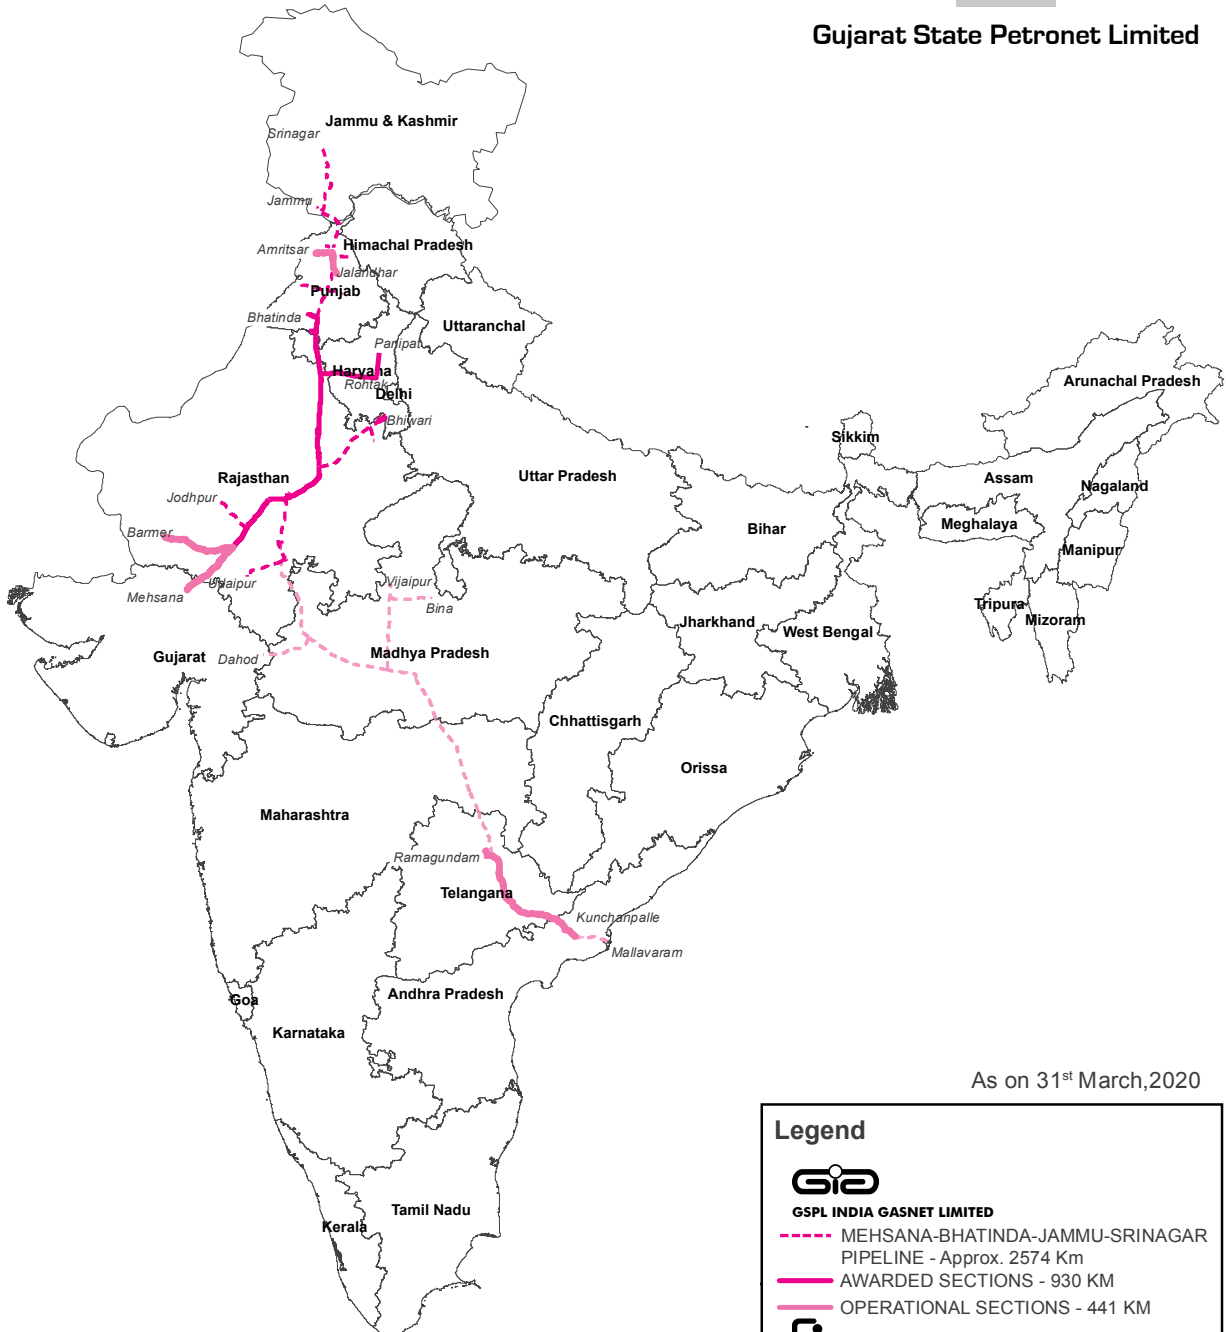 Gujarat State Petronet Limited
Jammu & Kashmir
Srinagar
Jammu
Amritsar
Himachal Pradesh
Jalandhar
Punjab
Bhatinda
Uttaranchal
Panipat
Haryana
Rohtak
Delhi
Bhiwari
Arunachal Pradesh
Sikkim
Rajasthan
Uttar Pradesh
Assam
Nagaland
Jodhpur
Bihar
Meghalaya
Barmer
Manipur
Udaipur
Vijaipur
Mehsana
Bina
Tripura
Mizoram
Jharkhand
West Bengal
Gujarat
Dahod
Madhya Pradesh
Chhattisgarh
Orissa
Maharashtra
Ramagundam
Telangana
Kunchanpalle
Mallavaram
Andhra Pradesh
Goa
Karnataka
As on 31st March,2020
Legend
GSPL INDIA GASNET LIMITED
MEHSANA-BHATINDA-JAMMU-SRINAGAR
PIPELINE - Approx. 2574 Km
AWARDED SECTIONS - 930 KM
OPERATIONAL SECTIONS - 441 KM
Tamil Nadu
Kerala